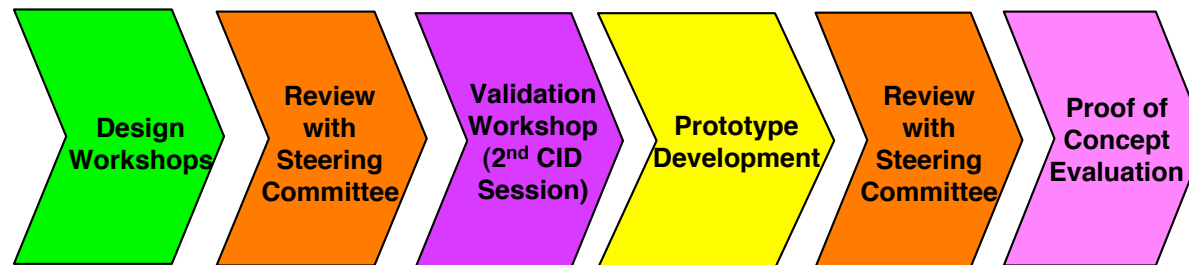 Design
Workshops
Review
with
Steering
Committee
Validation
Workshop
(2nd CID
Session)
Prototype
Development
Review
with
Steering
Committee
Proof of
Concept
Evaluation